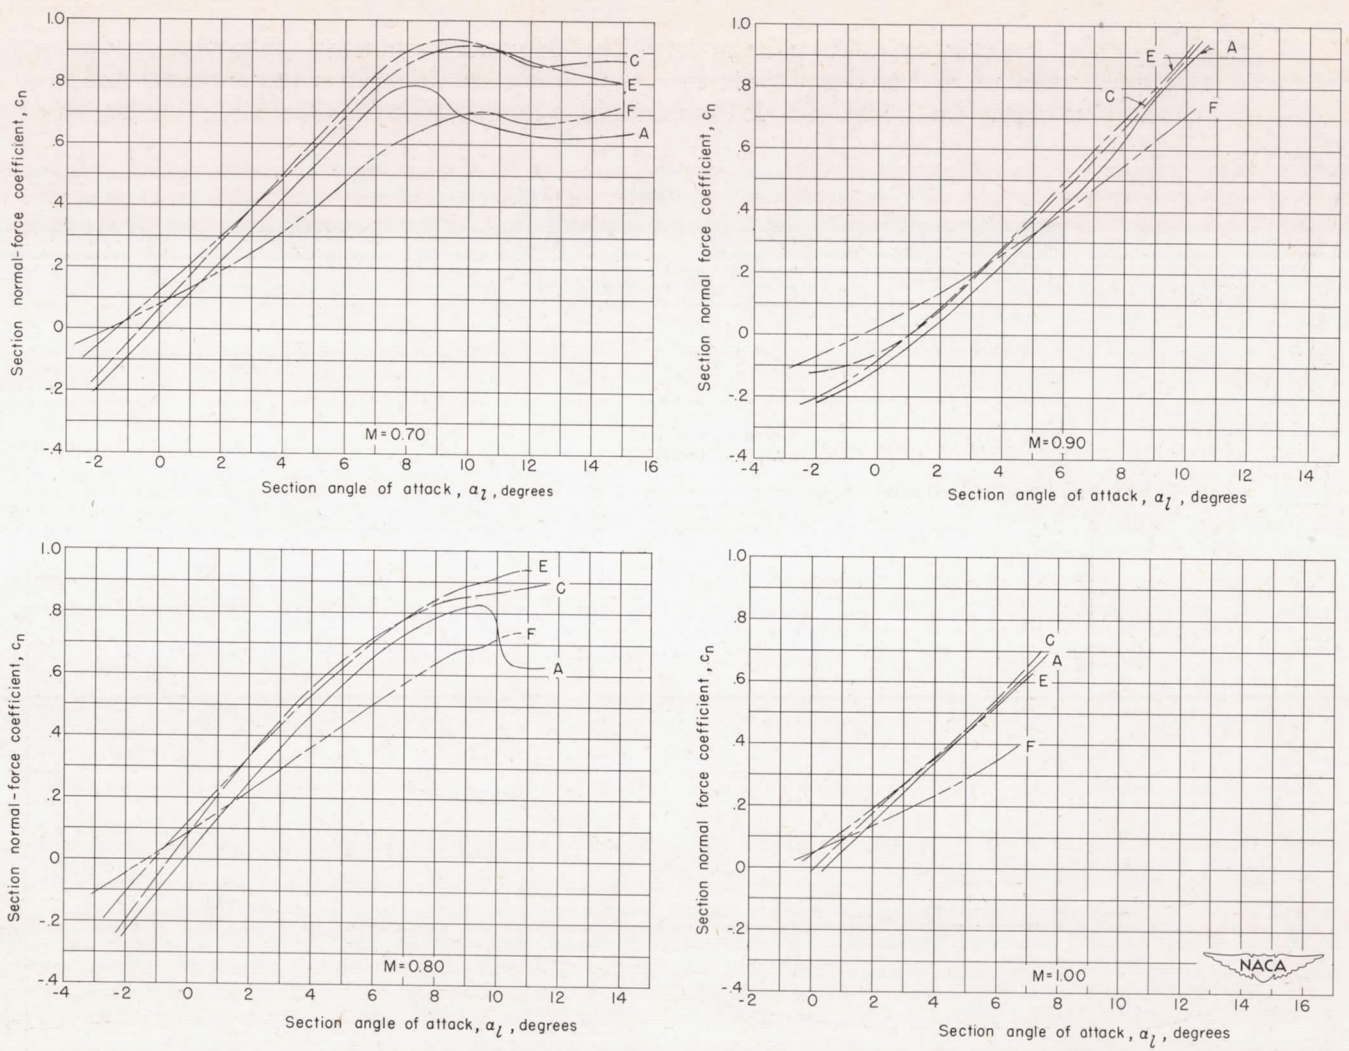 1.0
.8
.6
.4
.2
0
-.2
-.4
Section normal-force coefficient, cn
C
E
F
A
M=0.70
-2 0 2 4 6 8 10 12 14 16
Section angle of attack, αl, degrees
1.0
.8
.6
.4
.2
0
-.2
-.4
Section normal force coefficient, cn
E
A
C
F
M=0.90
-4 -2 0 2 4 6 8 10 12 14
Section angle of attack, αl, degrees
1.0
.8
.6
.4
.2
0
-.2
-.4
Section normal-force coefficient, cn
E
C
F
A
M=0.80
-4 -2 0 2 4 6 8 10 12 14
Section angle of attack, αl, degrees
1.0
.8
.6
.4
.2
0
-.2
-.4
Section normal force coefficient, cn
C
A
E
F
M=1.00
NACA
-2 0 2 4 6 8 10 12 14 16
Section angle of attack, αl, degrees